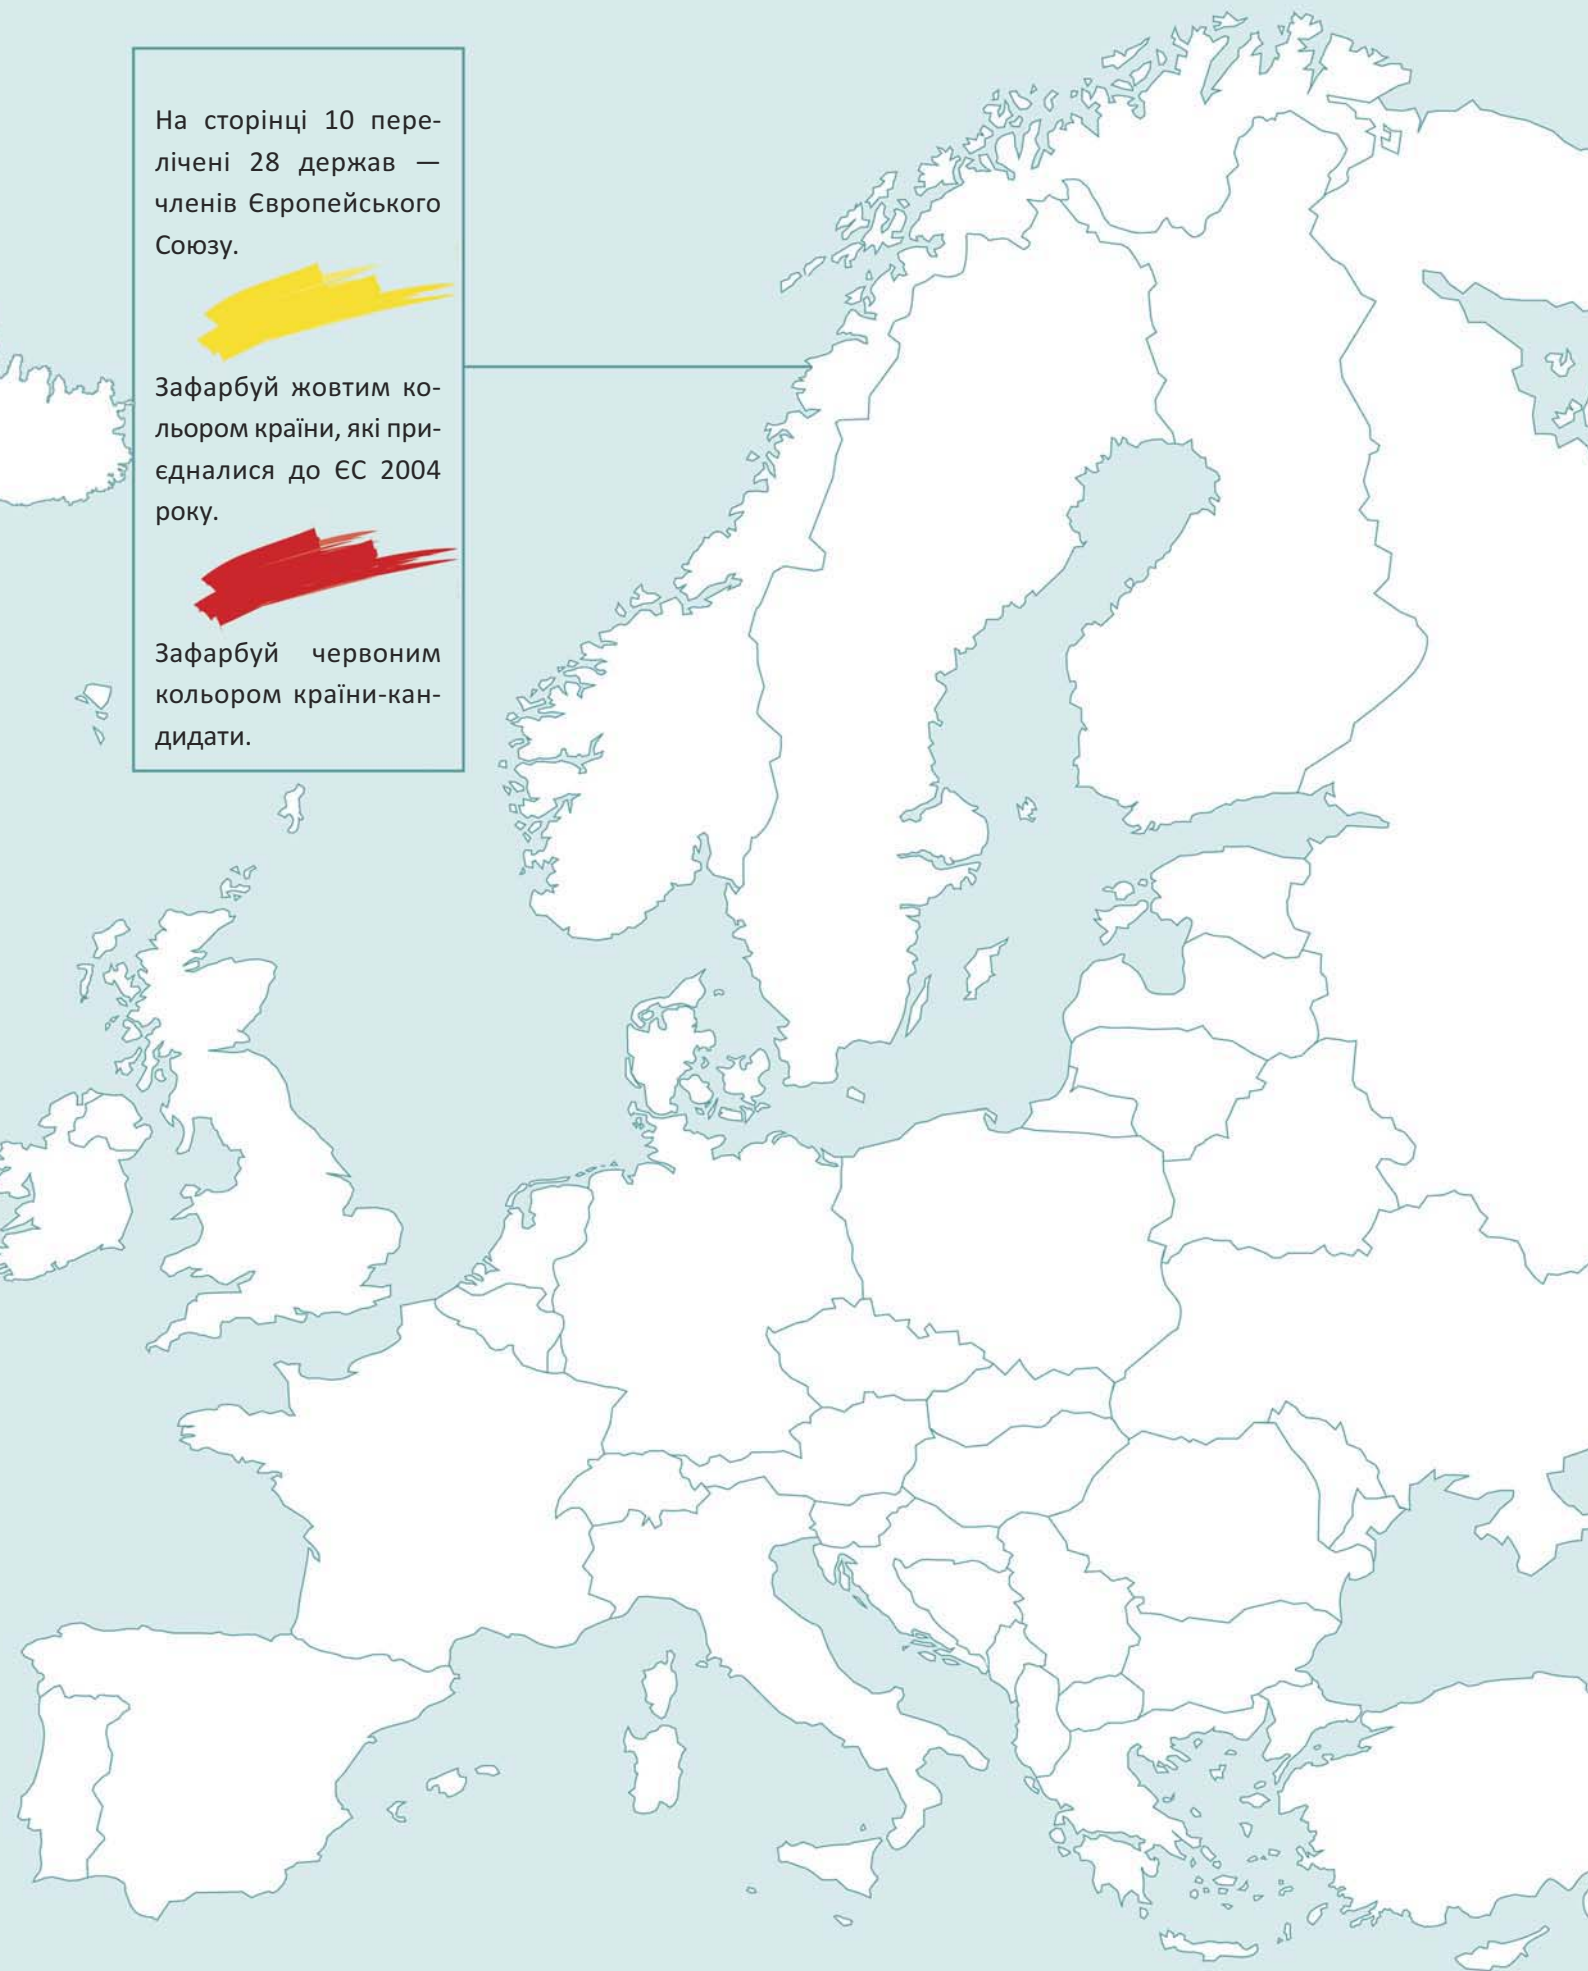 На сторінці 10 пере-
лічені 28 держав —
членів Європейського
Союзу.
Зафарбуй жовтим ко-
льором країни, які при-
єдналися до ЄС 2004
року.
Зафарбуй червоним
кольором країни-кан-
дидати.